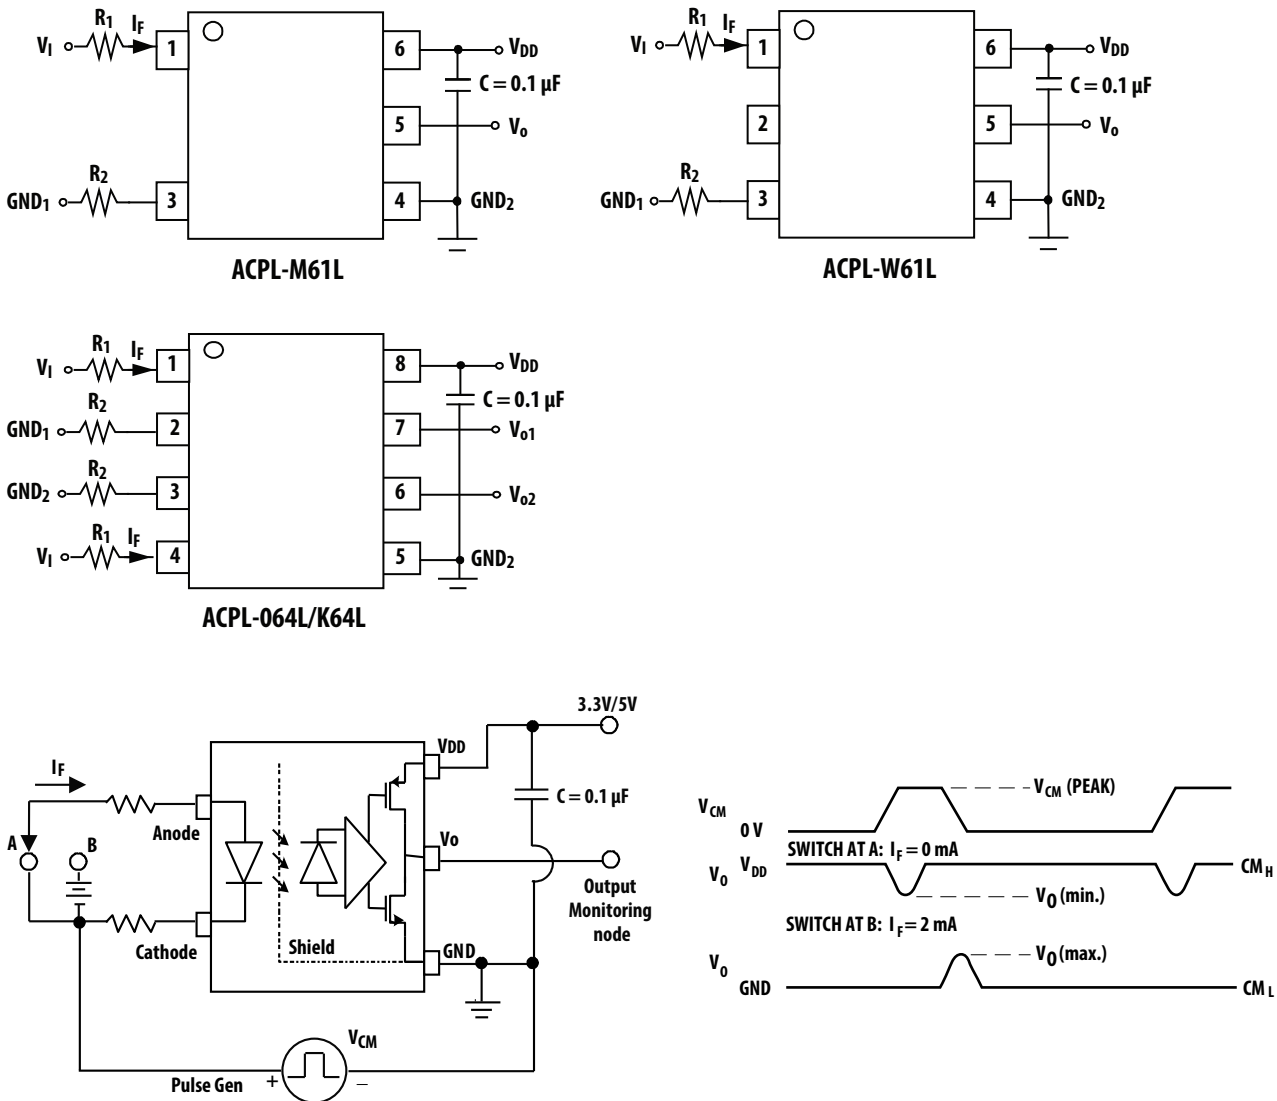 R1 IF
VI 1 6 VDD
C = 0.1 µF
5 Vo
R2
GND1 3 4 GND2
ACPL-M61L
R1 IF
VI 1 6 VDD
C = 0.1 µF
2 5 Vo
R2
GND1 3 4 GND2
ACPL-W61L
R1 IF
VI 1 8 VDD
C = 0.1 µF
R2
GND1 2 7 Vo1
R2
GND2 3 6 Vo2
R1 IF
VI 4 5 GND2
ACPL-064L/K64L
3.3V/5V
IF
VDD
C = 0.1 µF
Anode
A B
Vo
Output
Monitoring
node
Cathode
Shield
GND
VCM
Pulse Gen + –
VCM (PEAK)
VCM
0 V
SWITCH AT A: IF = 0 mA
VO VDD CMH
VO (min.)
SWITCH AT B: IF = 2 mA
VO (max.)
VO
GND CML